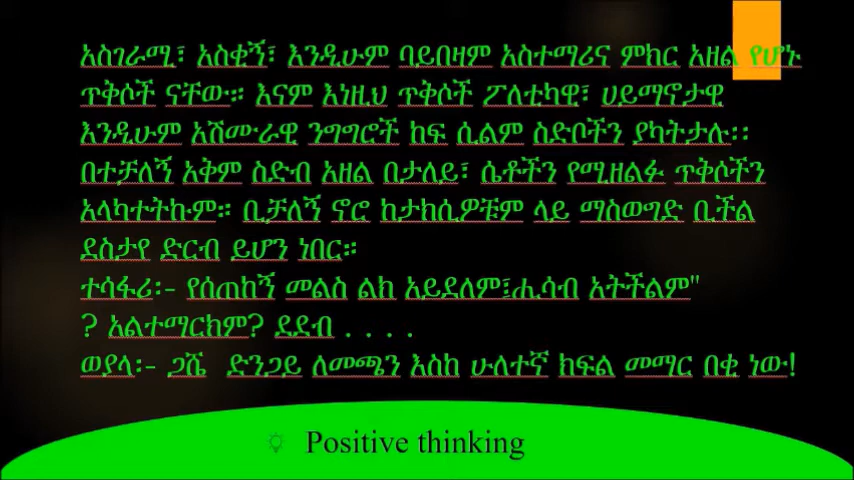 አስገራሚ፣ አስቂኝ፣ እንዲሁም ባይበዛም አስተማሪና ምክር አዘል የሆኑ
ጥቅሶች ናቸው። እናም እነዚህ ጥቅሶች ፖለቲካዊ፣ ሀይማኖታዊ
እንዲሁም አሽሙራዊ ንግግሮች ከፍ ሲልም ስድቦችን ያካትታሉ፡፡
በተቻለኝ አቅም ስድብ አዘል በታለይ፣ ሴቶችን የሚዘልፉ ጥቅሶችን
አላካተትኩም። ቢቻለኝ ኖሮ ከታክሲዎቹም ላይ ማስወግድ ቢችል
ደስታየ ድርብ ይሆን ነበር።
ተሳፋሪ፡- የሰጠከኝ መልስ ልክ አይደለም፤ሒሳብ አትችልም"
? አልተማርክም? ደደብ . . . .
ወያላ፡- ጋሼ ድንጋይ ለመጫን እስከ ሁለተኛ ክፍል መማር በቂ ነው!
Positive thinking